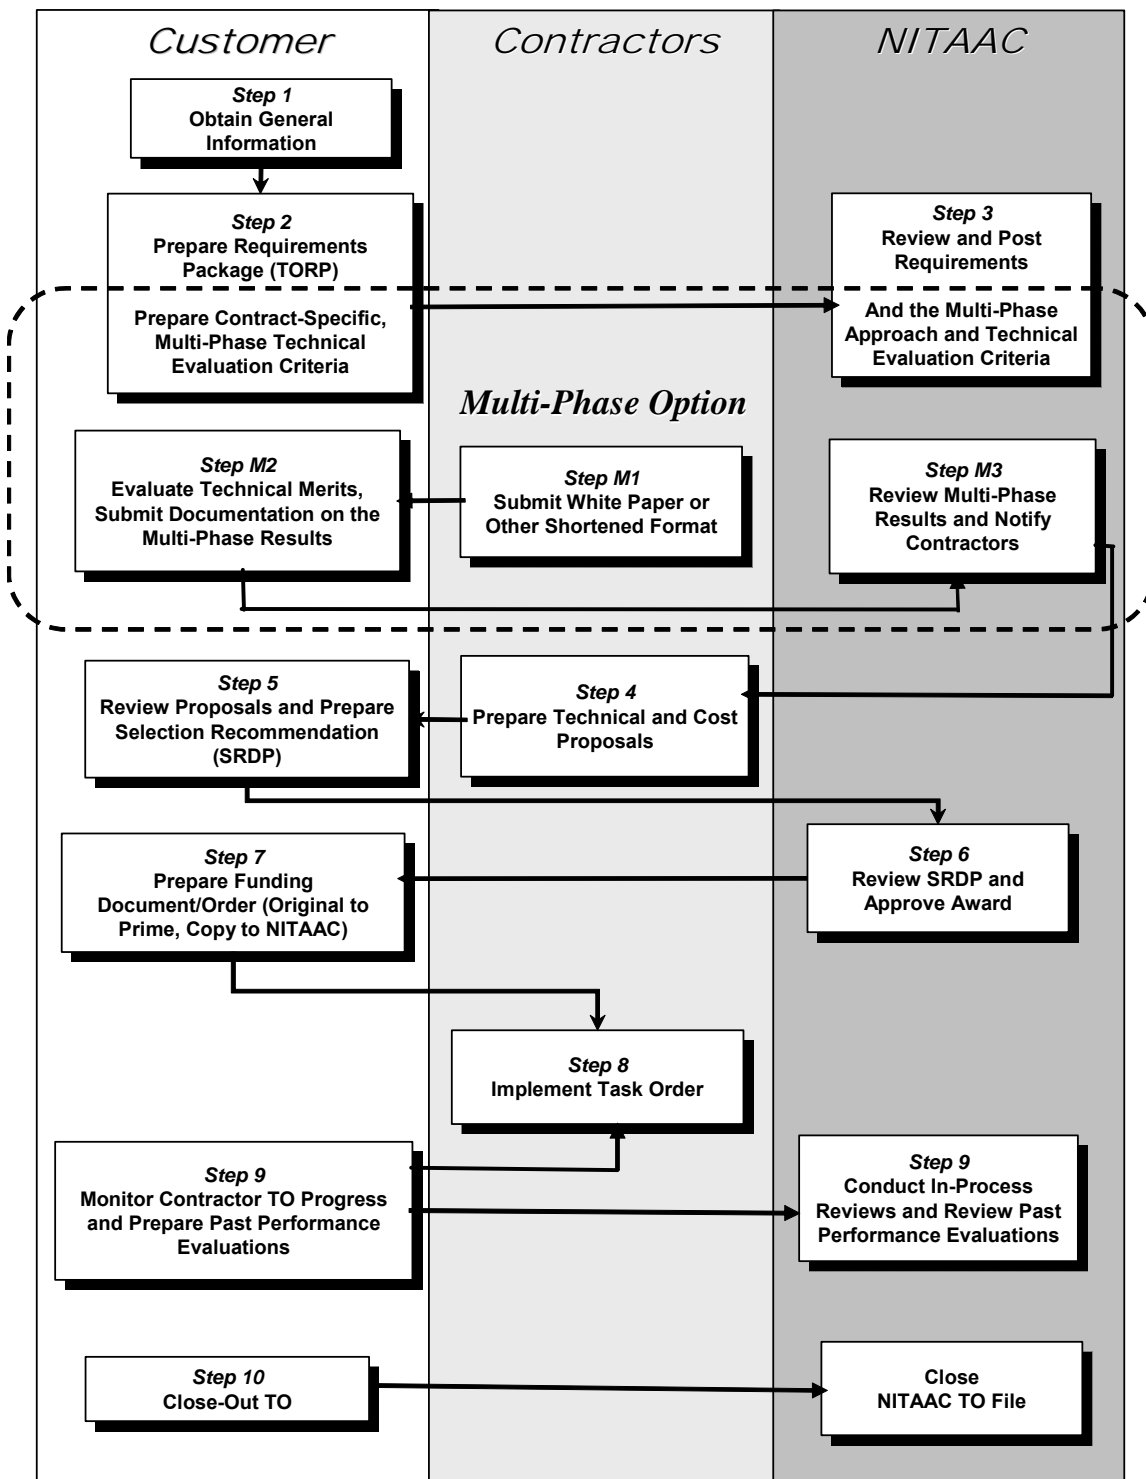 Customer
Contractors
NITAAC
Step 1
Obtain General
Information
Step 2
Prepare Requirements
Package (TORP)
Prepare Contract-Specific,
Multi-Phase Technical
Evaluation Criteria
Step 3
Review and Post
Requirements
And the Multi-Phase
Approach and Technical
Evaluation Criteria
Multi-Phase Option
Step M2
Evaluate Technical Merits,
Submit Documentation on the
Multi-Phase Results
Step M1
Submit White Paper or
Other Shortened Format
Step M3
Review Multi-Phase
Results and Notify
Contractors
Step 5
Review Proposals and Prepare
Selection Recommendation
(SRDP)
Step 4
Prepare Technical and Cost
Proposals
Step 7
Prepare Funding
Document/Order (Original to
Prime, Copy to NITAAC)
Step 6
Review SRDP and
Approve Award
Step 8
Implement Task Order
Step 9
Monitor Contractor TO Progress
and Prepare Past Performance
Evaluations
Step 9
Conduct In-Process
Reviews and Review Past
Performance Evaluations
Step 10
Close-Out TO
Close
NITAAC TO File